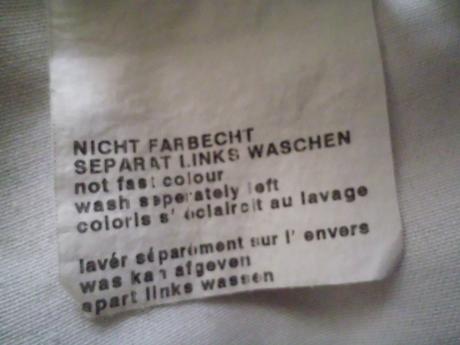 NICHT FARBECHT
SEPARAT LINKS WASCHEN
not fast colour
wash seperately left
coloris s' éclaircit au lavage
lavér séparément sur l' envers
was kan afgeven
apart links wassen